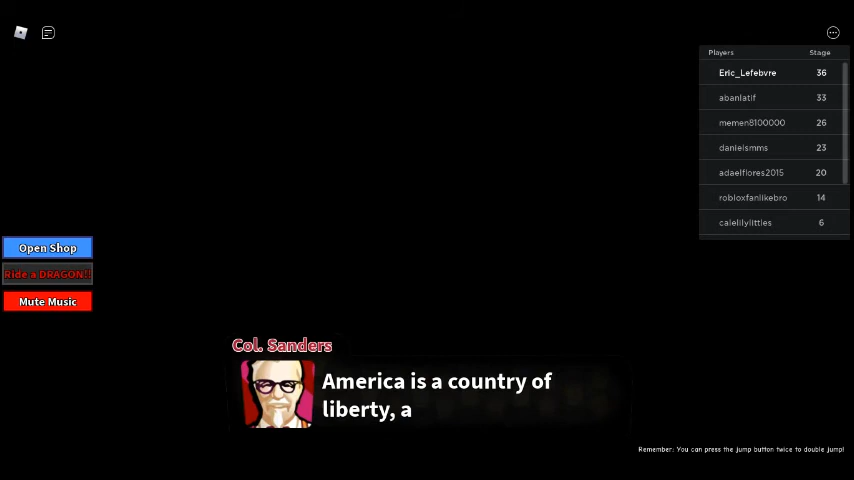 Players Stage
Eric_Lefebvre 36
abanlatif 33
memen8100000 26
danielsmms 23
adaelflores2015 20
robloxfanlikebro 14
calelilylittles 6
Open Shop
Ride a DRAGON!!
Mute Music
Col. Sanders
America is a country of
liberty, a
Remember: You can press the jump button twice to double jump!